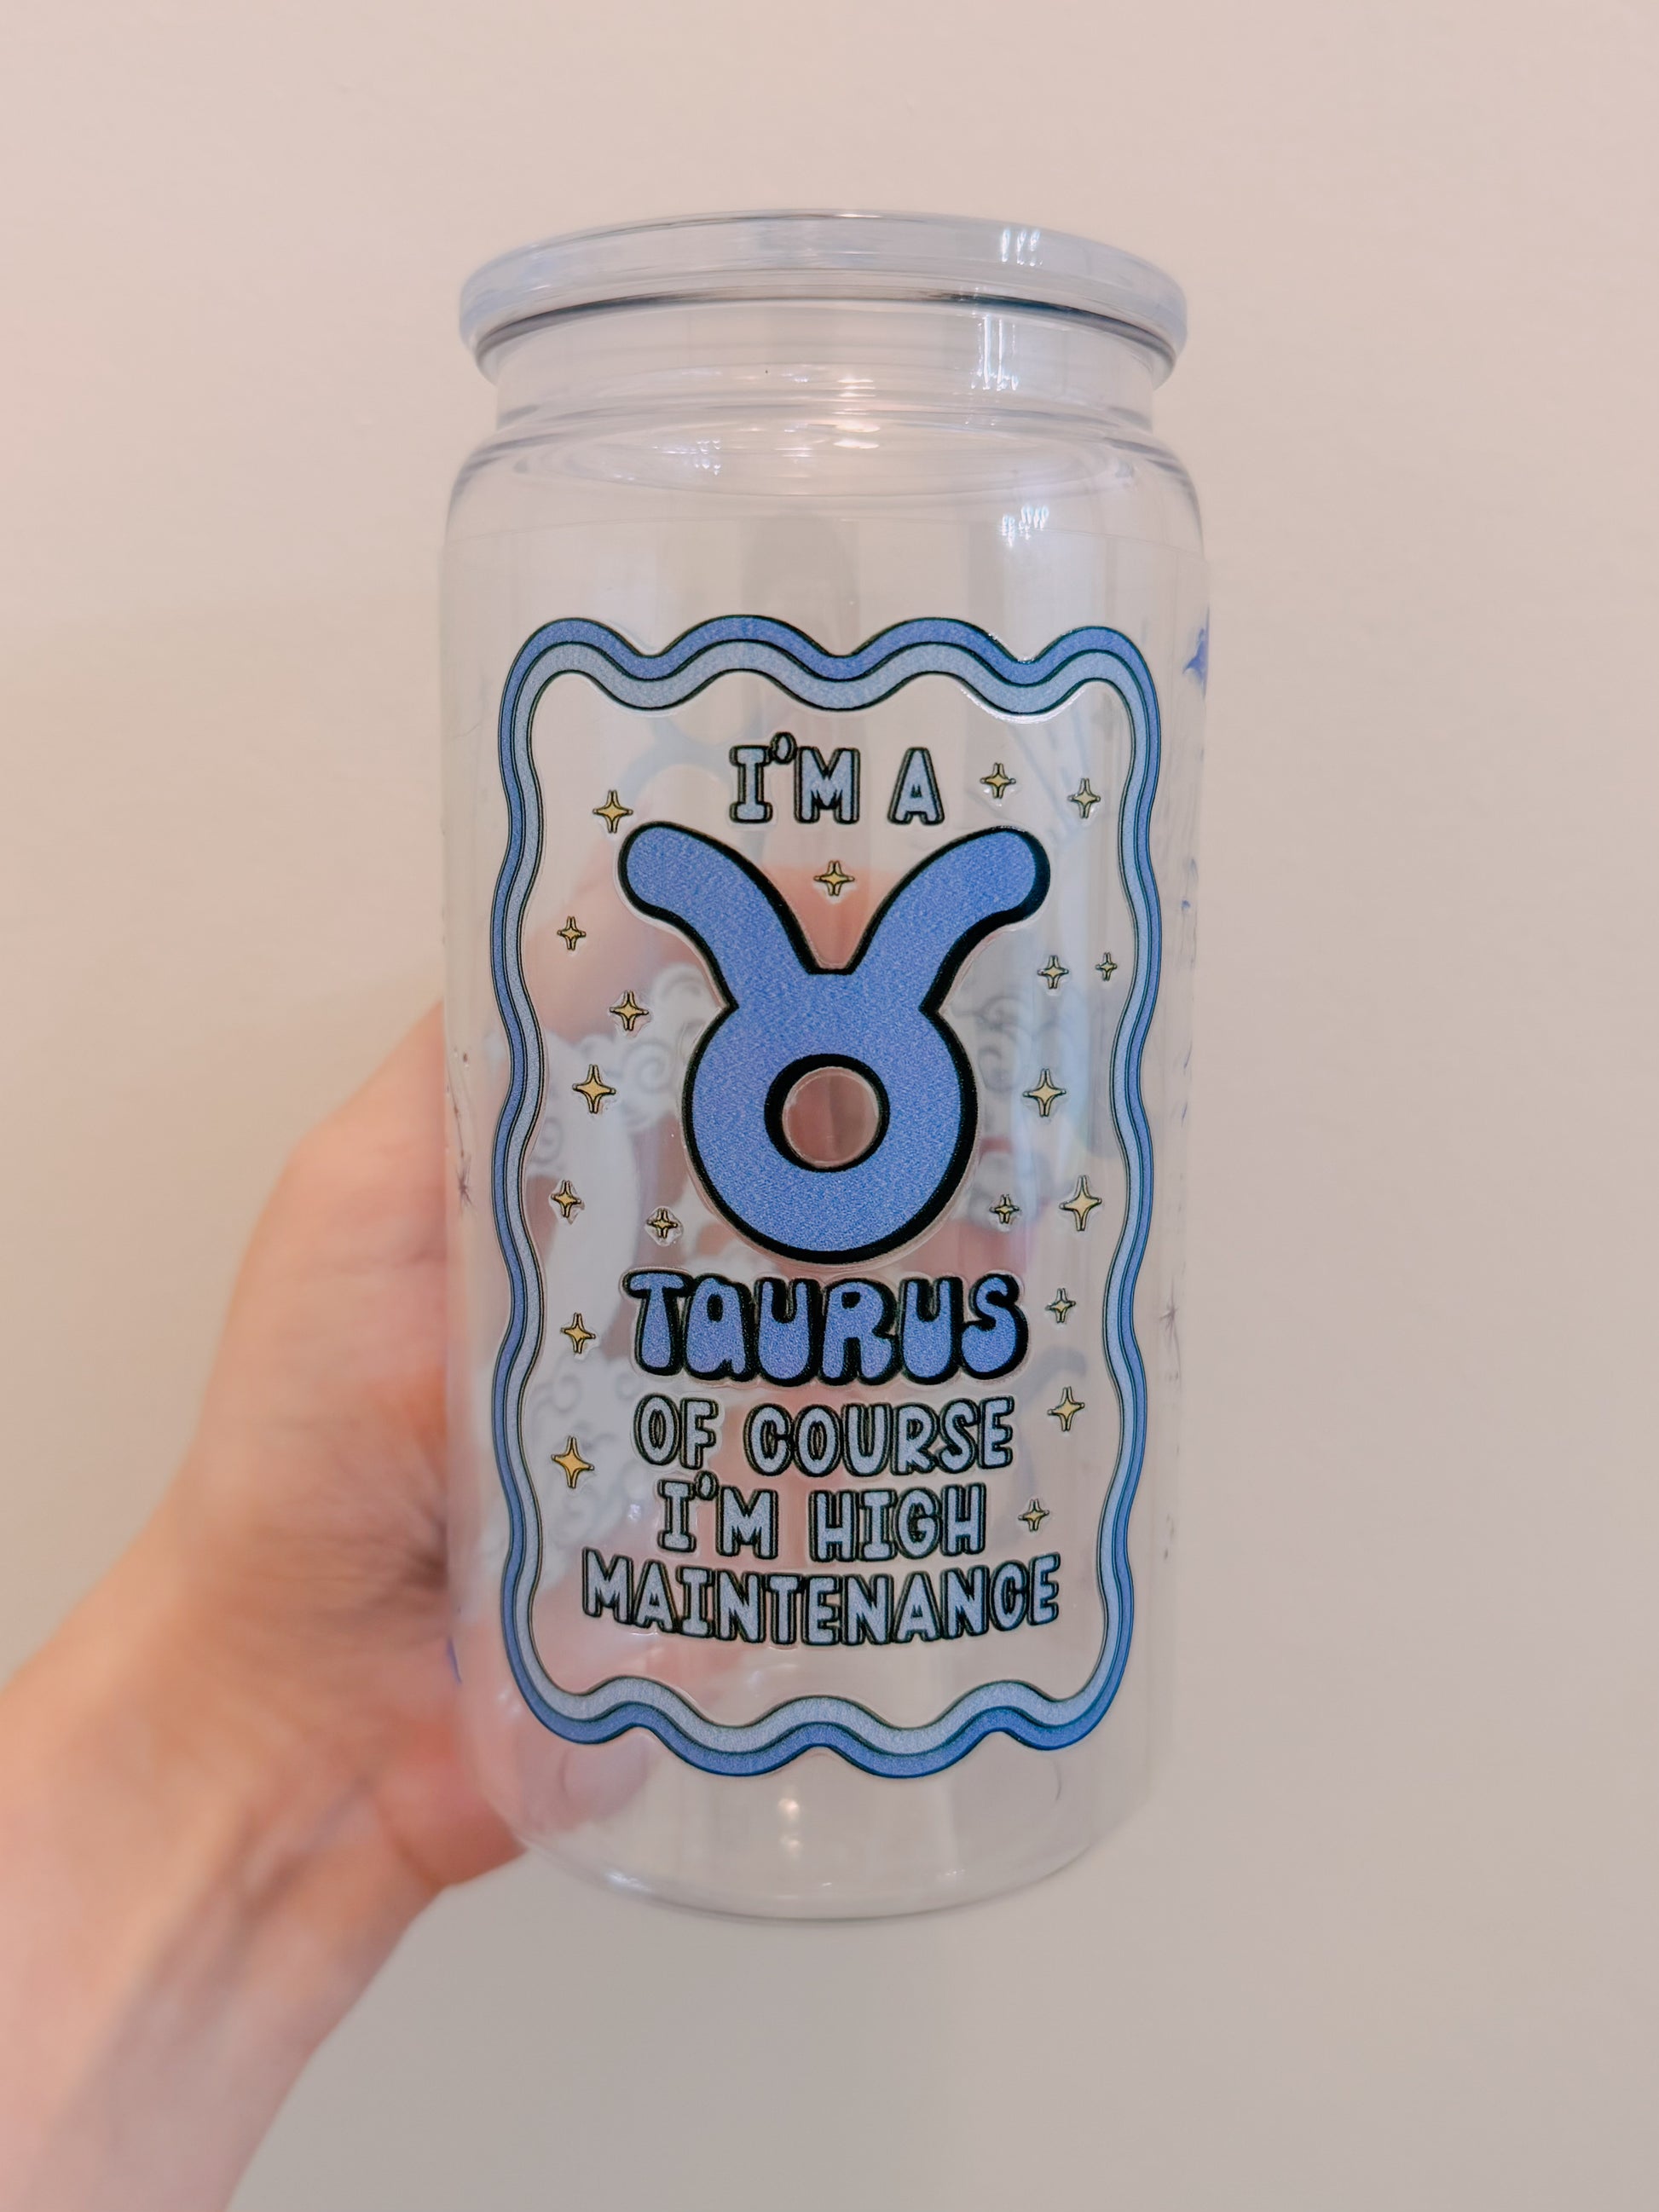 I'M A
TAURUS
OF COURSE
I'M HIGH
MAINTENANCE